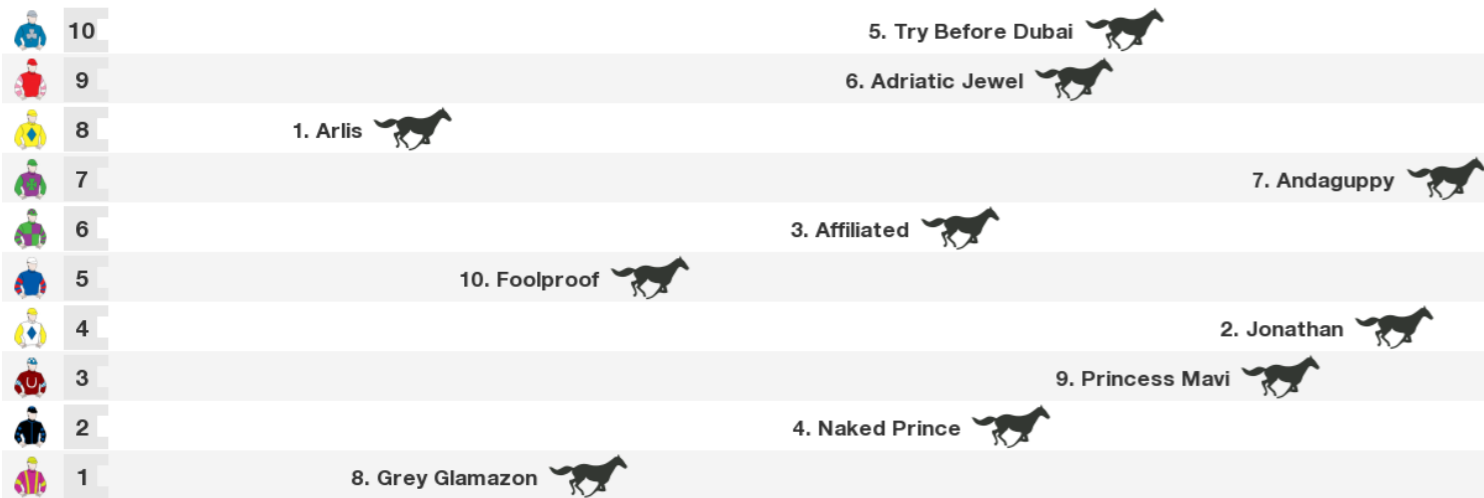 10 5. Try Before Dubai
9 6. Adriatic Jewel
8 1. Arlis
7 7. Andaguppy
6 3. Affiliated
5 10. Foolproof
4 2. Jonathan
3 9. Princess Mavi
2 4. Naked Prince
1 8. Grey Glamazon